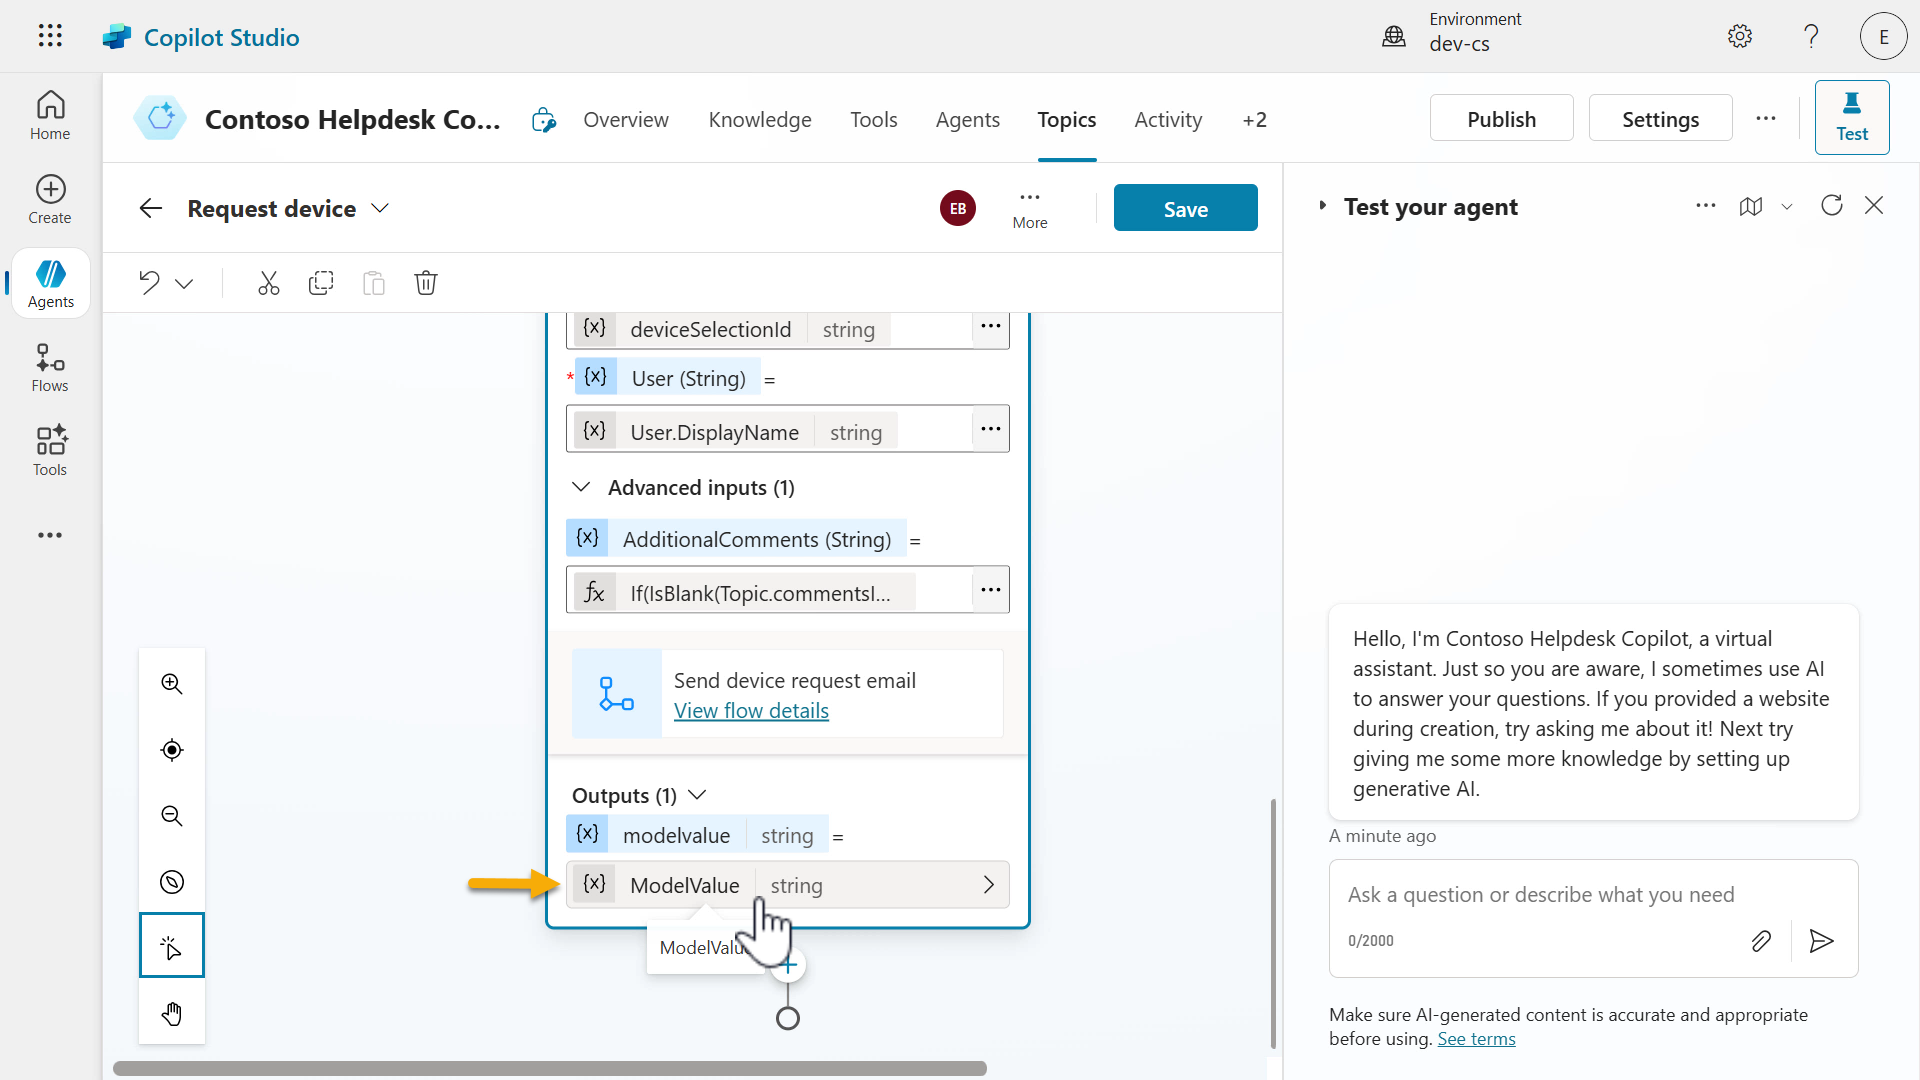 Copilot Studio
Environment
dev-cs
E
Home
Create
Agents
Flows
Tools
Contoso Helpdesk Co...
Overview
Knowledge
Tools
Agents
Topics
Activity
+2
Publish
Settings
Test
Request device
EB
More
Save
{x} deviceSelectionId string
* {x} User (String) =
{x} User.DisplayName string
Advanced inputs (1)
{x} AdditionalComments (String) =
fx If(IsBlank(Topic.commentsI...
Send device request email
View flow details
Outputs (1)
{x} modelvalue string =
{x} ModelValue string
Test your agent
Hello, I'm Contoso Helpdesk Copilot, a virtual
assistant. Just so you are aware, I sometimes use AI
to answer your questions. If you provided a website
during creation, try asking me about it! Next try
giving me some more knowledge by setting up
generative AI.
A minute ago
Ask a question or describe what you need
0/2000
Make sure AI-generated content is accurate and appropriate
before using. See terms